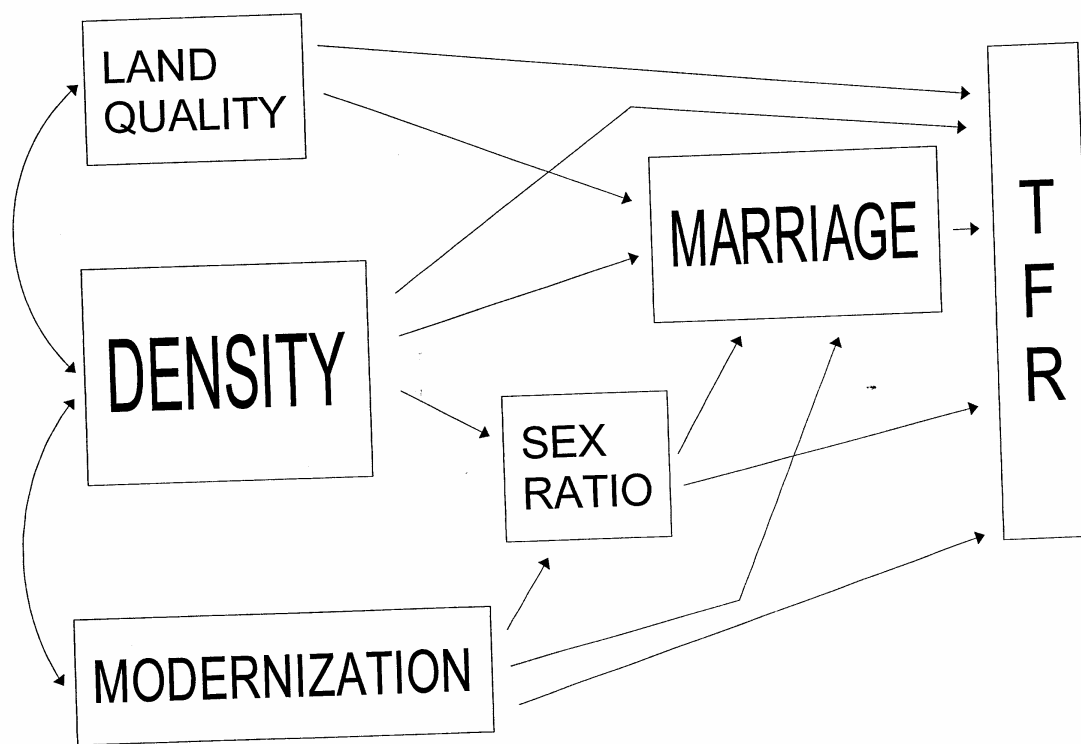 LAND
QUALITY
DENSITY
MODERNIZATION
SEX
RATIO
MARRIAGE
T
F
R